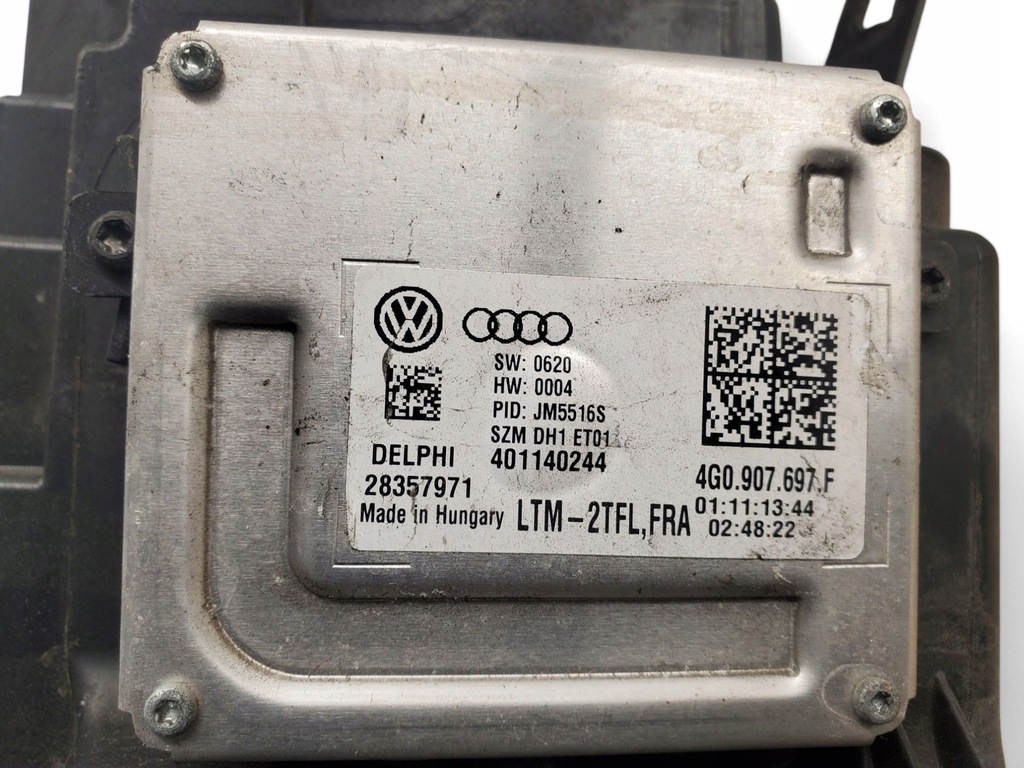 SW: 0620
HW: 0004
PID: JM5516S
SZM DH1 ET01
DELPHI 401140244
28357971
Made in Hungary LTM-2TFL,FRA
4G0.907.697.F
01:11:13:44
02:48:22